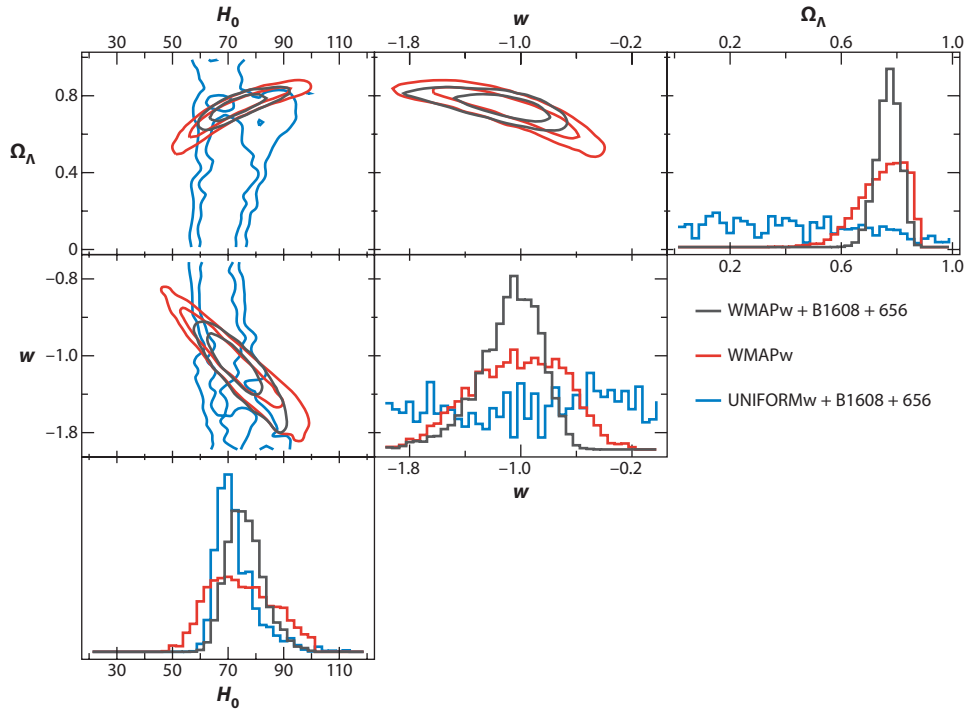 H0 w ΩΛ
30 50 70 90 110 −1.8 −1.0 −0.2 0.2 0.6 1.0
ΩΛ 0.8
0.4
0
0.2 0.6 1.0
w −0.8
−1.0
−1.8
WMAPw + B1608 + 656
WMAPw
UNIFORMw + B1608 + 656
−1.8 −1.0 −0.2
w
30 50 70 90 110
H0